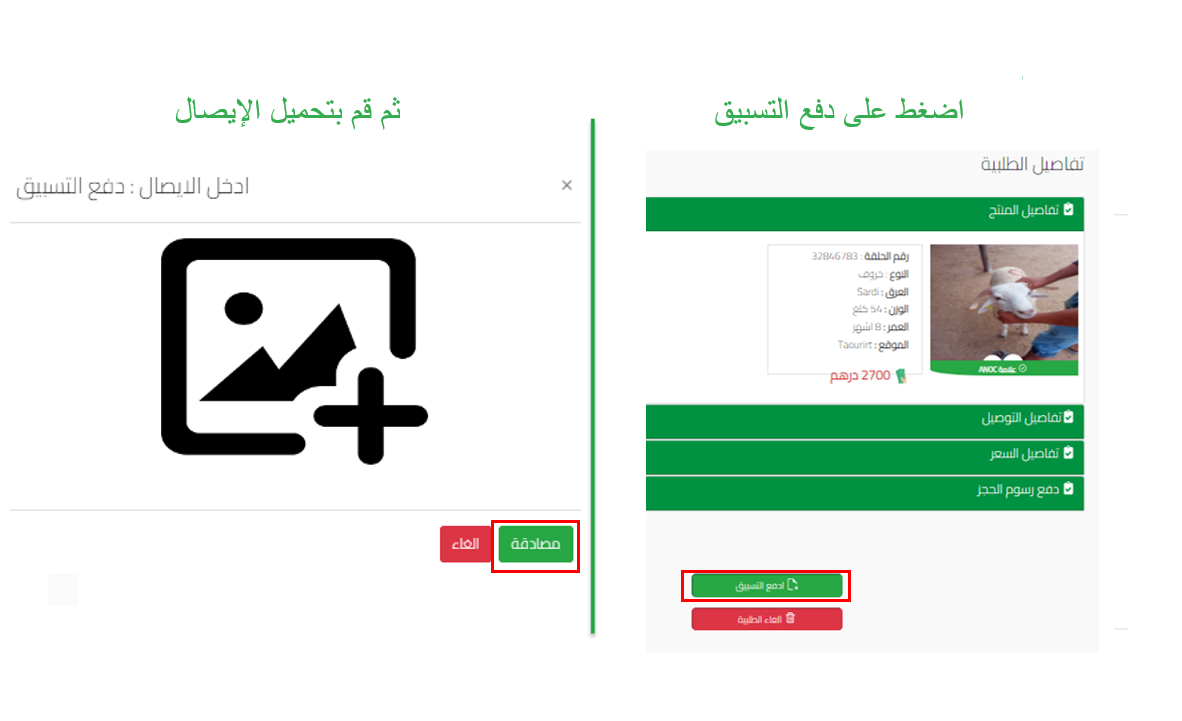 اضغط على دفع التسبيق
تفاصيل الطلبية
تفاصيل المنتج
رقم الحلقة : 32846783
النوع : خروف
العرق : Sardi
الوزن : 54 كلغ
العمر : 8 اشهر
الموقع : Taourirt
2700 درهم
علامة ANOC
تفاصيل التوصيل
تفاصيل السعر
دفع رسوم الحجز
ادفع التسبيق
الغاء الطلبية
ثم قم بتحميل الإيصال
ادخل الايصال : دفع التسبيق
×
مصادقة
الغاء